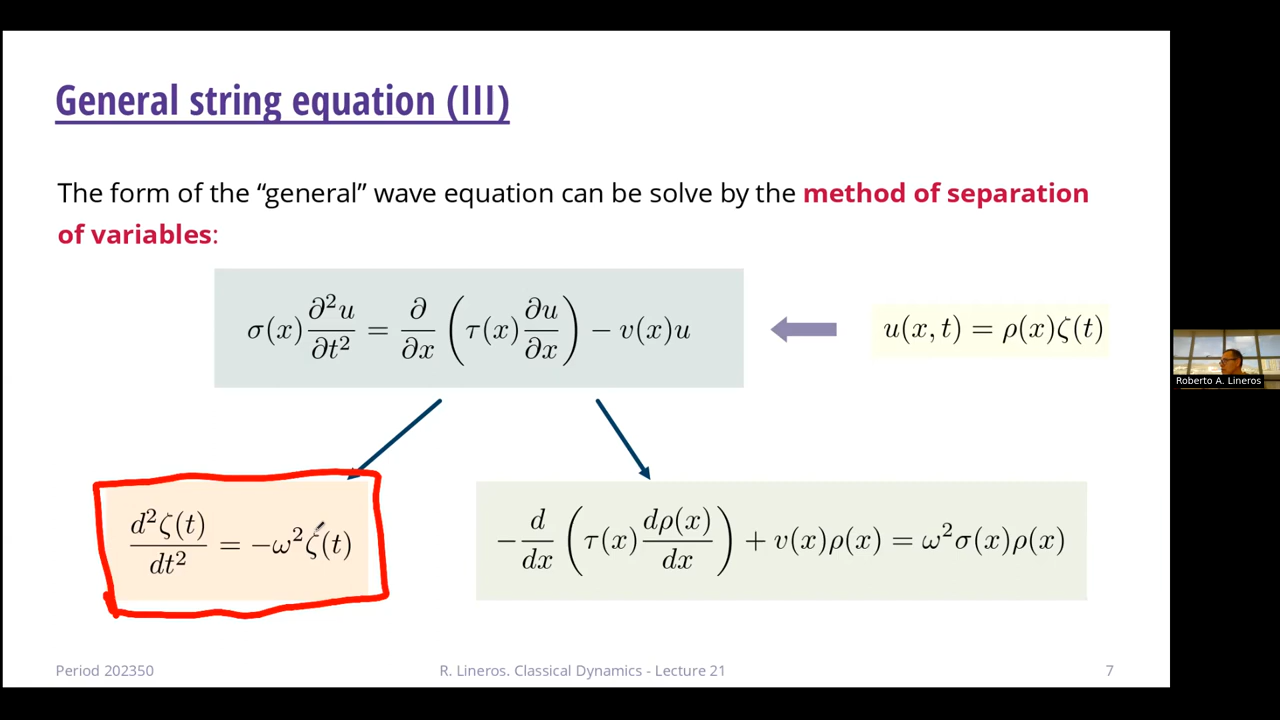 General string equation (III)
The form of the “general” wave equation can be solve by the method of separation
of variables:
σ(x) ∂²u/∂t² = ∂/∂x (τ(x) ∂u/∂x) − v(x)u
u(x, t) = ρ(x)ζ(t)
Roberto A. Lineros
d²ζ(t)/dt² = −ω²ζ(t)
−d/dx (τ(x) dρ(x)/dx) + v(x)ρ(x) = ω²σ(x)ρ(x)
Period 202350
R. Lineros. Classical Dynamics - Lecture 21
7